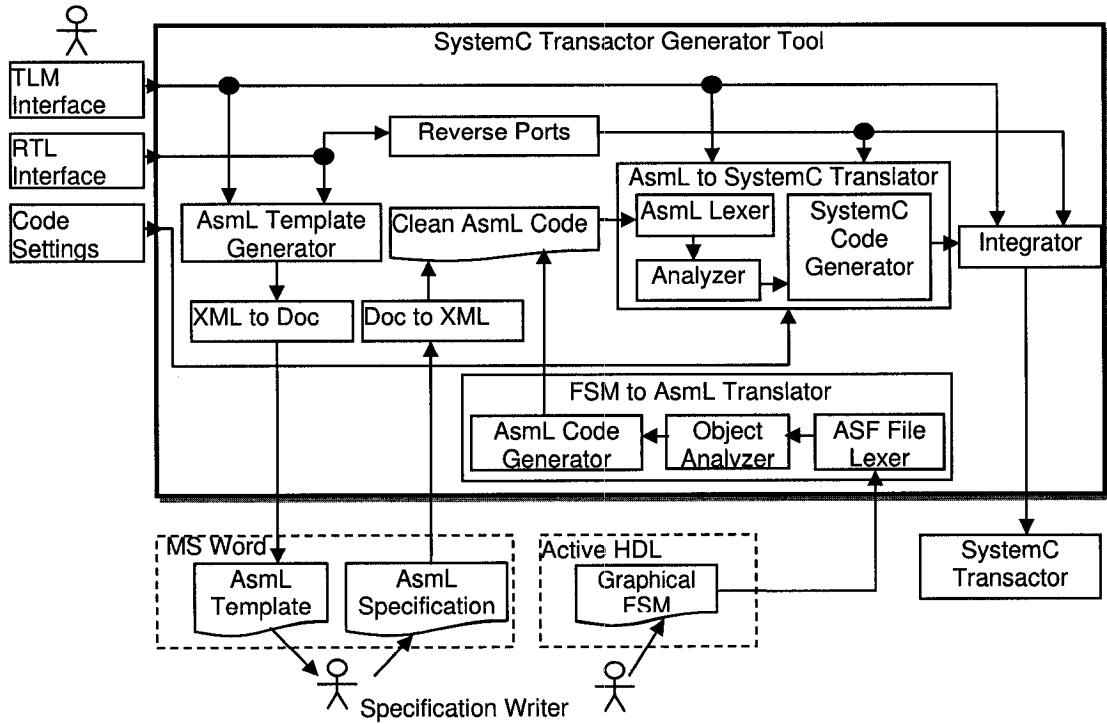 SystemC Transactor Generator Tool
TLM
Interface
RTL
Interface
Code
Settings
Reverse Ports
AsmL Template
Generator
Clean AsmL Code
AsmL to SystemC Translator
AsmL Lexer
Analyzer
SystemC
Code
Generator
Integrator
XML to Doc
Doc to XML
FSM to AsmL Translator
AsmL Code
Generator
Object
Analyzer
ASF File
Lexer
MS Word
AsmL
Template
AsmL
Specification
Active HDL
Graphical
FSM
SystemC
Transactor
Specification Writer